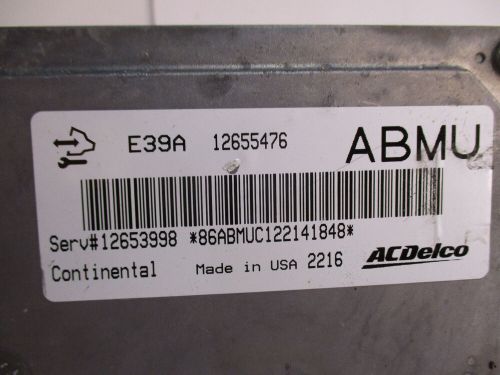 E39A 12655476 ABMU
Serv#12653998 *86ABMUC122141848*
Continental Made in USA 2216 ACDelco